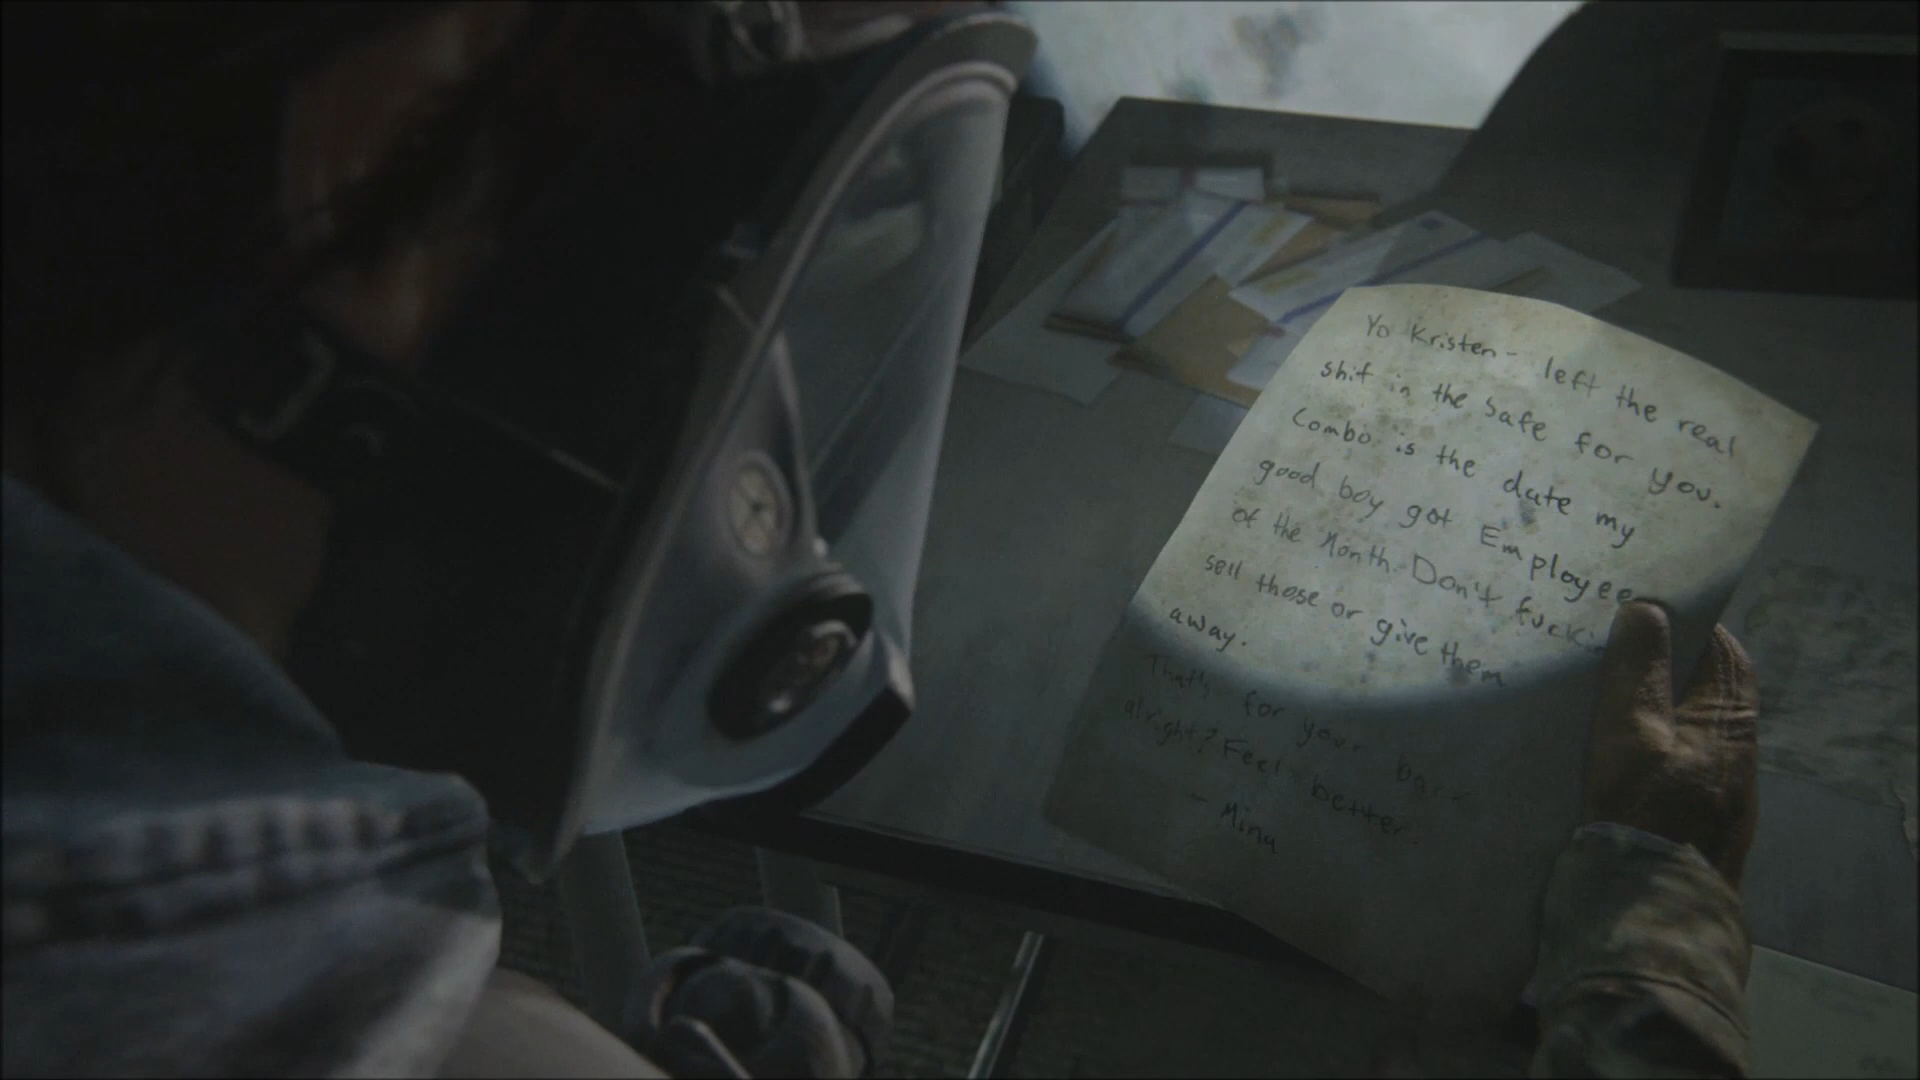 Yo Kristen - left the real
shit in the safe for you.
Combo is the date my
good boy got Employee
of the Month. Don't fuckin
sell those or give them
away.
That's for your back
alright? Feel better.
- Mina